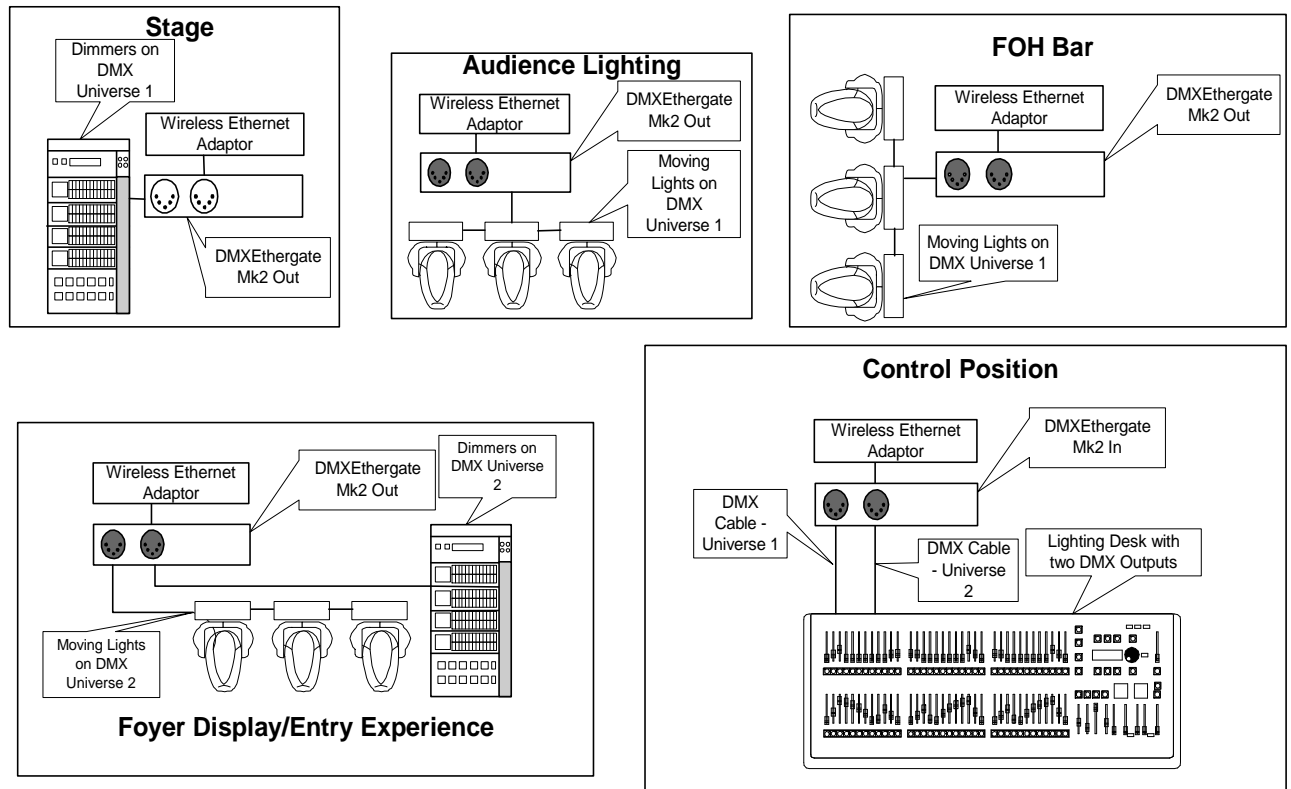 Stage
Dimmers on
DMX
Universe 1
Wireless Ethernet
Adaptor
DMXEthergate
Mk2 Out
Audience Lighting
Wireless Ethernet
Adaptor
DMXEthergate
Mk2 Out
Moving
Lights on
DMX
Universe 1
FOH Bar
Wireless Ethernet
Adaptor
DMXEthergate
Mk2 Out
Moving Lights on
DMX Universe 1
Wireless Ethernet
Adaptor
DMXEthergate
Mk2 Out
Dimmers on
DMX Universe
2
Moving Lights
on DMX
Universe 2
Foyer Display/Entry Experience
Control Position
Wireless Ethernet
Adaptor
DMXEthergate
Mk2 In
DMX
Cable -
Universe 1
DMX Cable
- Universe
2
Lighting Desk with
two DMX Outputs